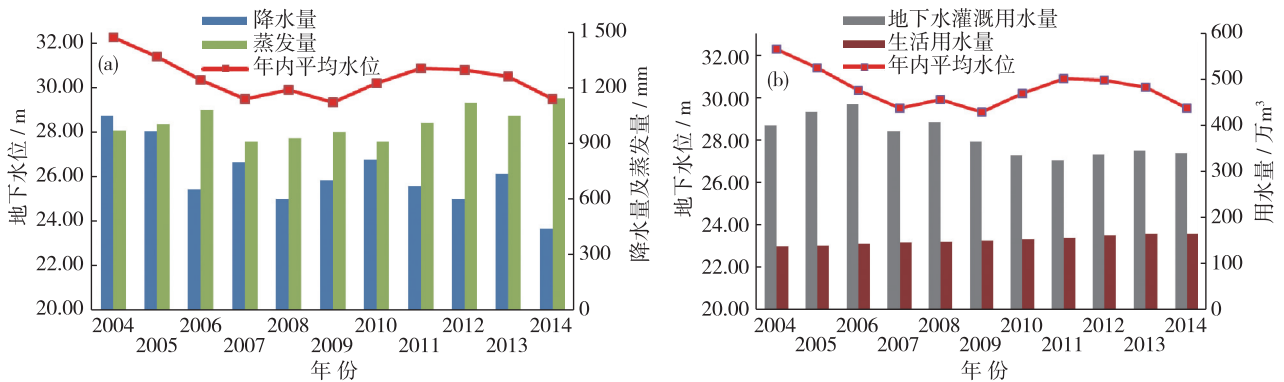 降水量
蒸发量
年内平均水位
(a)
32.00
30.00
28.00
26.00
24.00
22.00
20.00
地下水位 / m
1 500
1 200
900
600
300
0
降水量及蒸发量 / mm
2004 2006 2008 2010 2012 2014
2005 2007 2009 2011 2013
年 份
地下水灌溉用水量
生活用水量
年内平均水位
(b)
32.00
30.00
28.00
26.00
24.00
22.00
20.00
地下水位 / m
600
500
400
300
200
100
0
用水量 / 万m³
2004 2006 2008 2010 2012 2014
2005 2007 2009 2011 2013
年 份